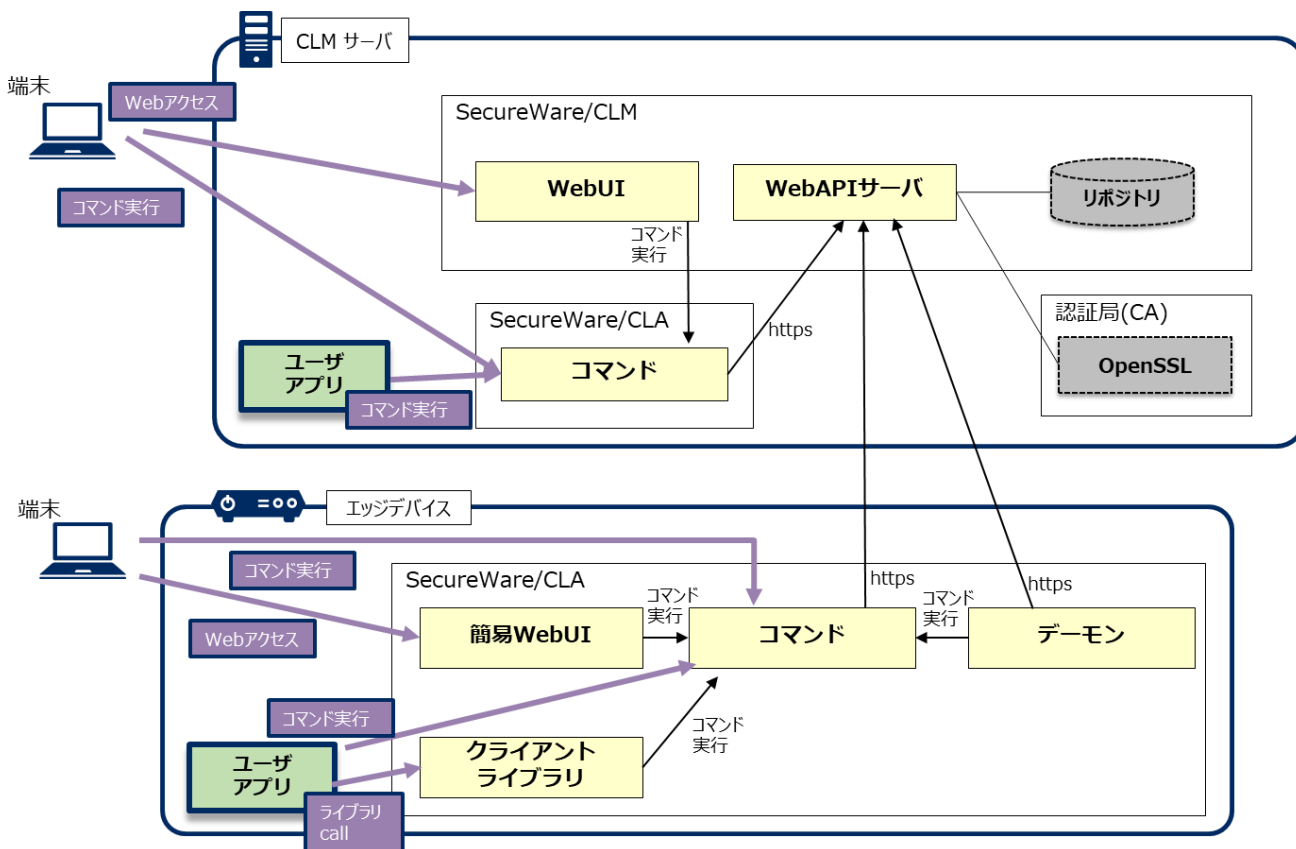 CLM サーバ
端末
Webアクセス
SecureWare/CLM
WebUI
WebAPIサーバ
リポジトリ
コマンド実行
コマンド
実行
SecureWare/CLA
https
認証局(CA)
ユーザ
アプリ
コマンド
OpenSSL
コマンド実行
端末
エッジデバイス
コマンド実行
SecureWare/CLA
https
https
コマンド
実行
コマンド
実行
Webアクセス
簡易WebUI
コマンド
デーモン
コマンド実行
コマンド
実行
ユーザ
アプリ
クライアント
ライブラリ
ライブラリ
call